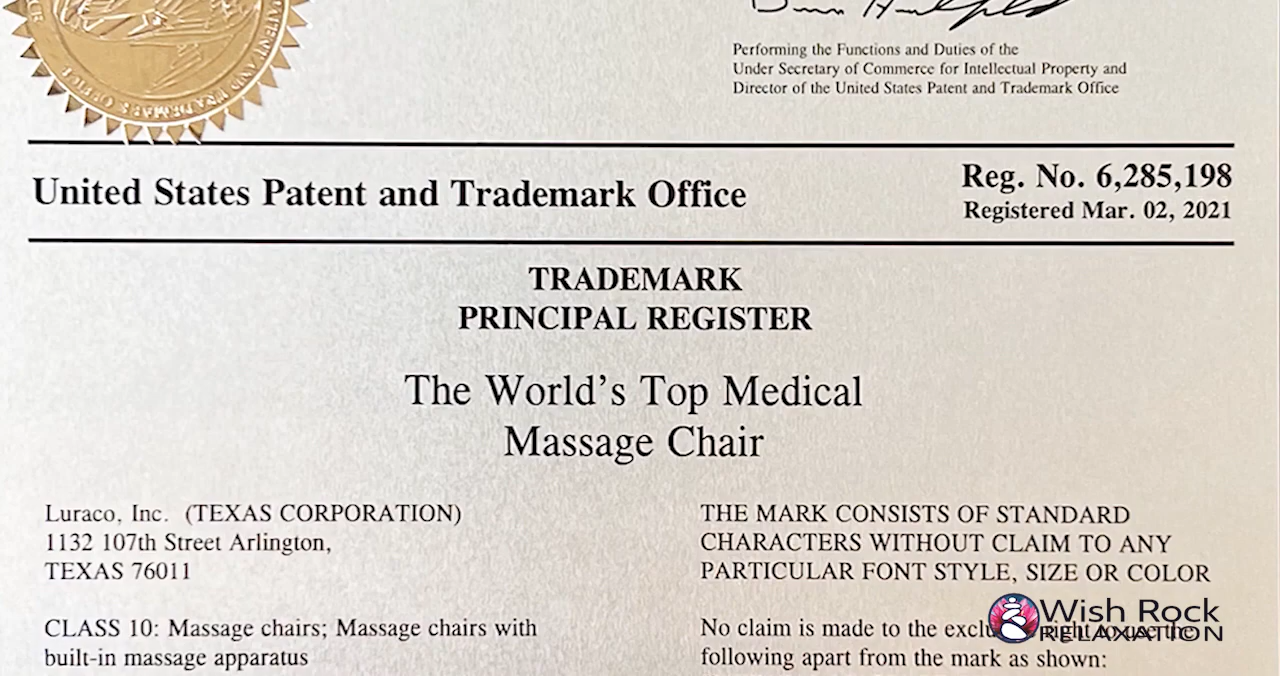 Performing the Functions and Duties of the
Under Secretary of Commerce for Intellectual Property and
Director of the United States Patent and Trademark Office
United States Patent and Trademark Office
Reg. No. 6,285,198
Registered Mar. 02, 2021
TRADEMARK
PRINCIPAL REGISTER
The World's Top Medical
Massage Chair
Luraco, Inc. (TEXAS CORPORATION)
1132 107th Street Arlington,
TEXAS 76011
CLASS 10: Massage chairs; Massage chairs with
built-in massage apparatus
THE MARK CONSISTS OF STANDARD
CHARACTERS WITHOUT CLAIM TO ANY
PARTICULAR FONT STYLE, SIZE OR COLOR
No claim is made to the right to use the
following apart from the mark as shown:
Wish Rock
RELAXATION